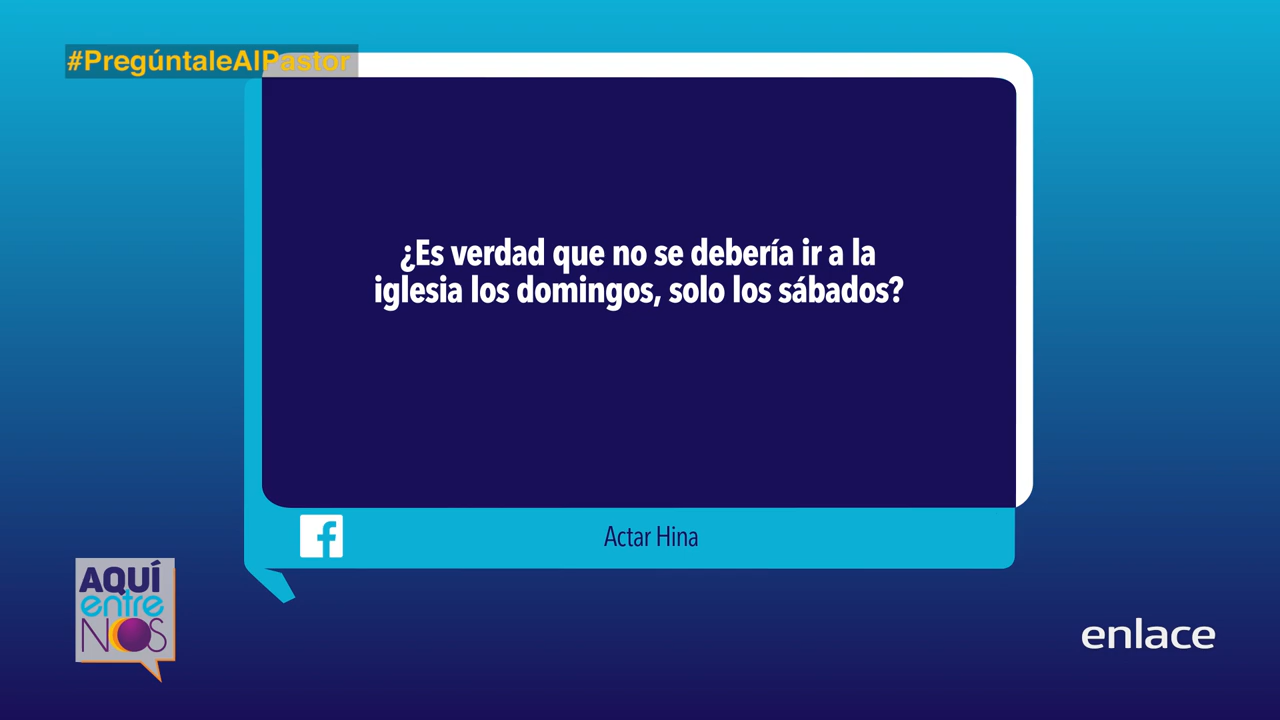 #PregúntaleAlPastor
¿Es verdad que no se debería ir a la
iglesia los domingos, solo los sábados?
Actar Hina
AQUÍ
entre
NOS
enlace